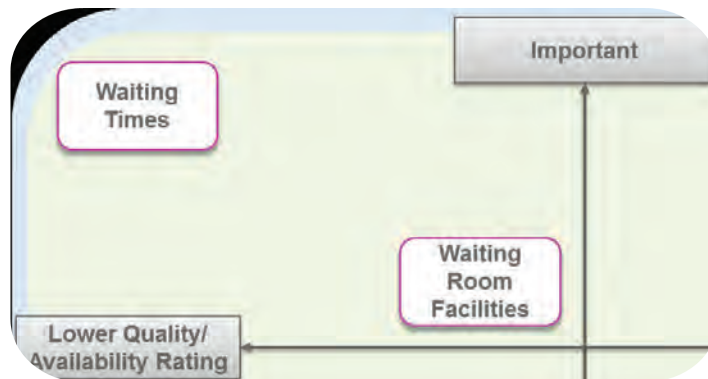 Important
Waiting
Times
Waiting
Room
Facilities
Lower Quality/
Availability Rating